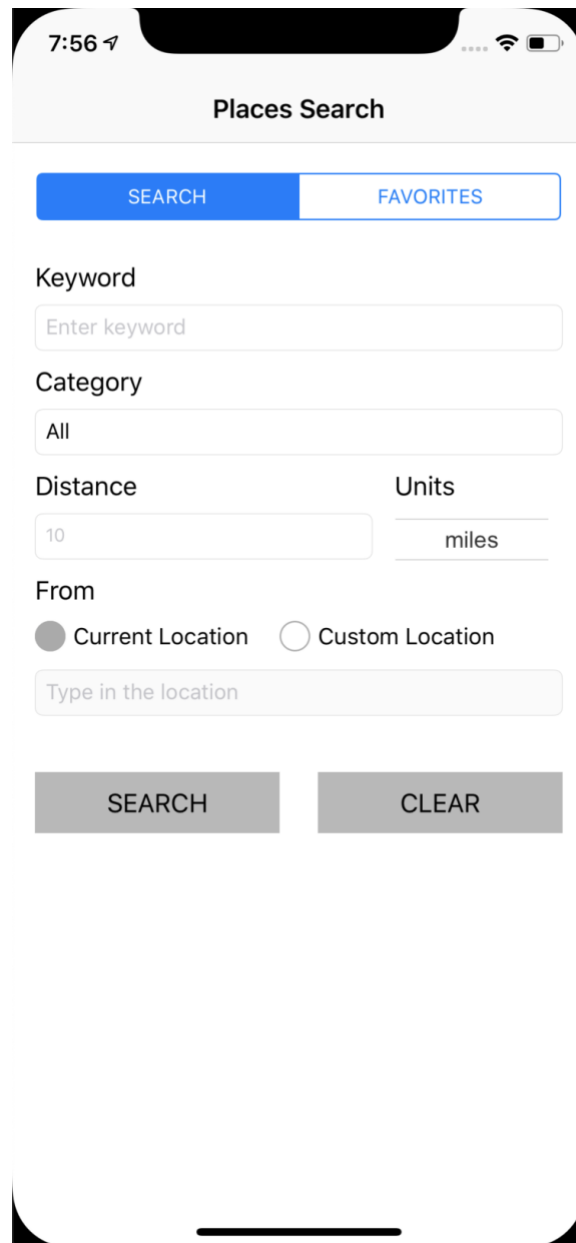 7:56
Places Search
SEARCH FAVORITES
Keyword
Enter keyword
Category
All
Distance Units
10 miles
From
Current Location Custom Location
Type in the location
SEARCH CLEAR